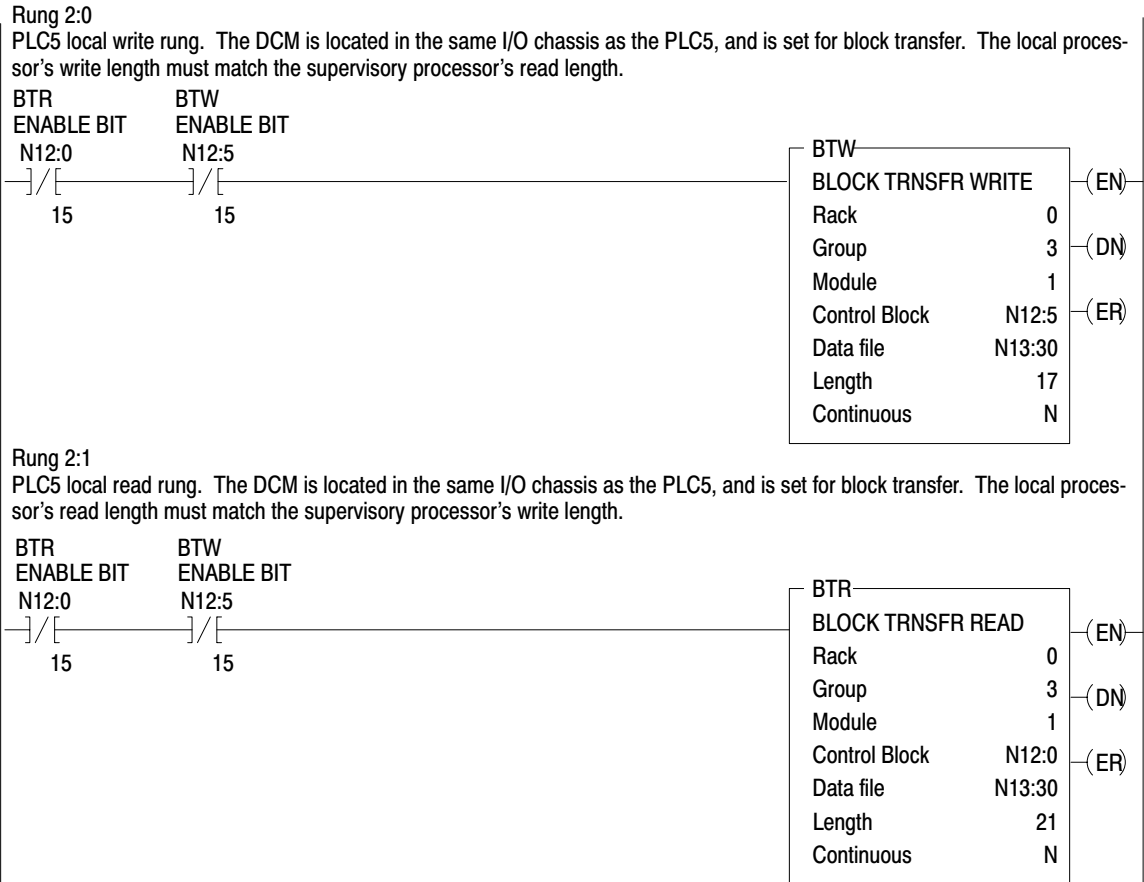 Rung 2:0
PLC5 local write rung. The DCM is located in the same I/O chassis as the PLC5, and is set for block transfer. The local proces-
sor's write length must match the supervisory processor's read length.
BTR BTW
ENABLE BIT ENABLE BIT
N12:0 N12:5
15 15
BTW
BLOCK TRNSFR WRITE (EN)
Rack 0
Group 3 (DN)
Module 1
Control Block N12:5 (ER)
Data file N13:30
Length 17
Continuous N
Rung 2:1
PLC5 local read rung. The DCM is located in the same I/O chassis as the PLC5, and is set for block transfer. The local proces-
sor's read length must match the supervisory processor's write length.
BTR BTW
ENABLE BIT ENABLE BIT
N12:0 N12:5
15 15
BTR
BLOCK TRNSFR READ (EN)
Rack 0
Group 3 (DN)
Module 1
Control Block N12:0 (ER)
Data file N13:30
Length 21
Continuous N